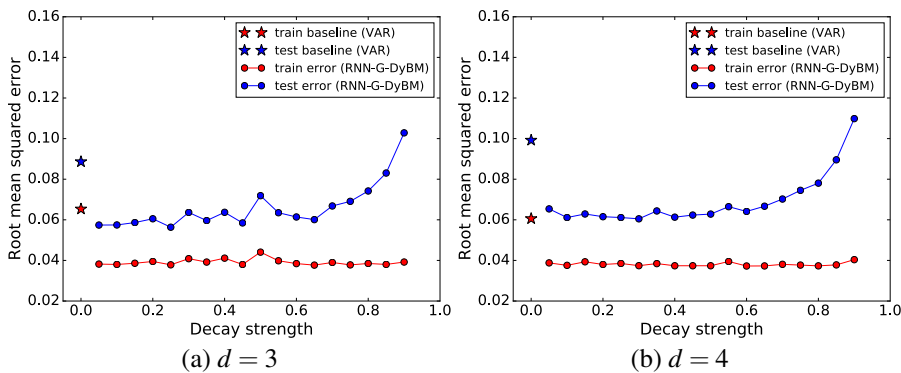 0.16
0.14
0.12
0.10
0.08
0.06
0.04
0.02
Root mean squared error
★★ train baseline (VAR)
★★ test baseline (VAR)
train error (RNN-G-DyBM)
test error (RNN-G-DyBM)
0.0 0.2 0.4 0.6 0.8 1.0
Decay strength
(a) d = 3
0.16
0.14
0.12
0.10
0.08
0.06
0.04
0.02
Root mean squared error
★★ train baseline (VAR)
★★ test baseline (VAR)
train error (RNN-G-DyBM)
test error (RNN-G-DyBM)
0.0 0.2 0.4 0.6 0.8 1.0
Decay strength
(b) d = 4